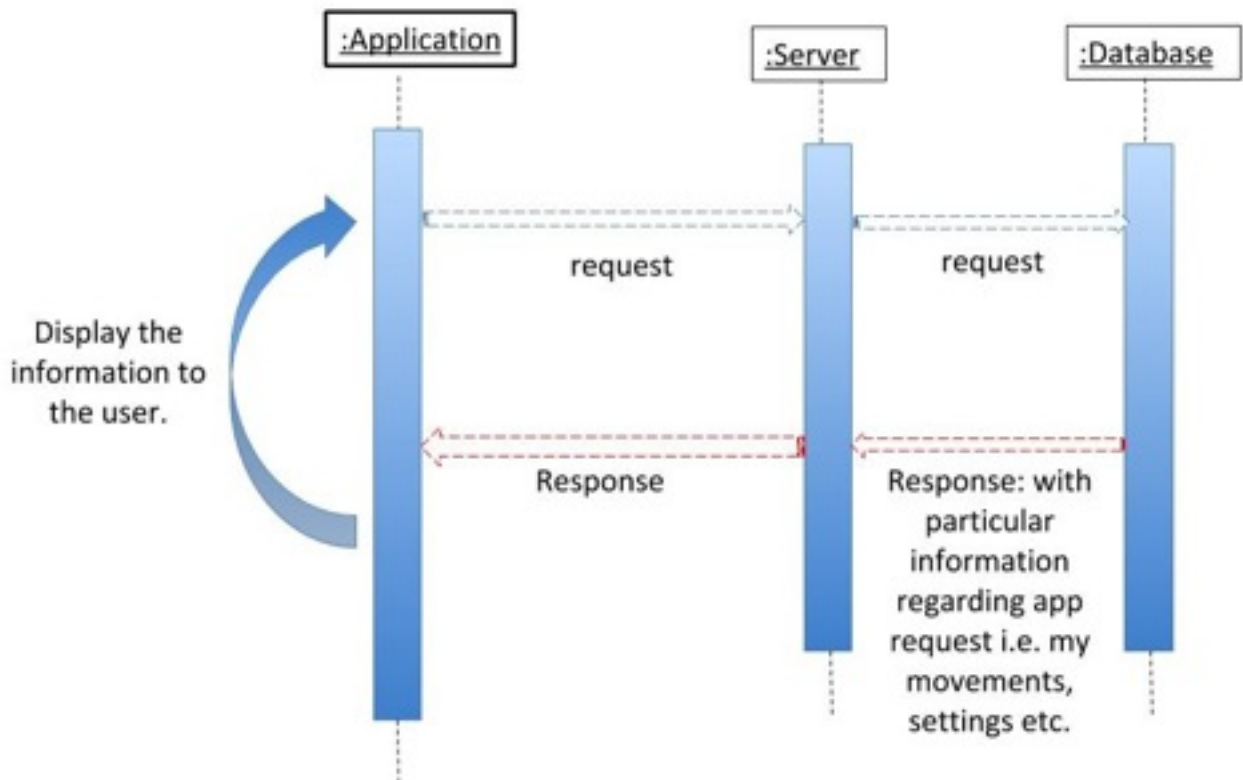 :Application
:Server
:Database
request
request
Display the
information to
the user.
Response
Response: with
particular
information
regarding app
request i.e. my
movements,
settings etc.